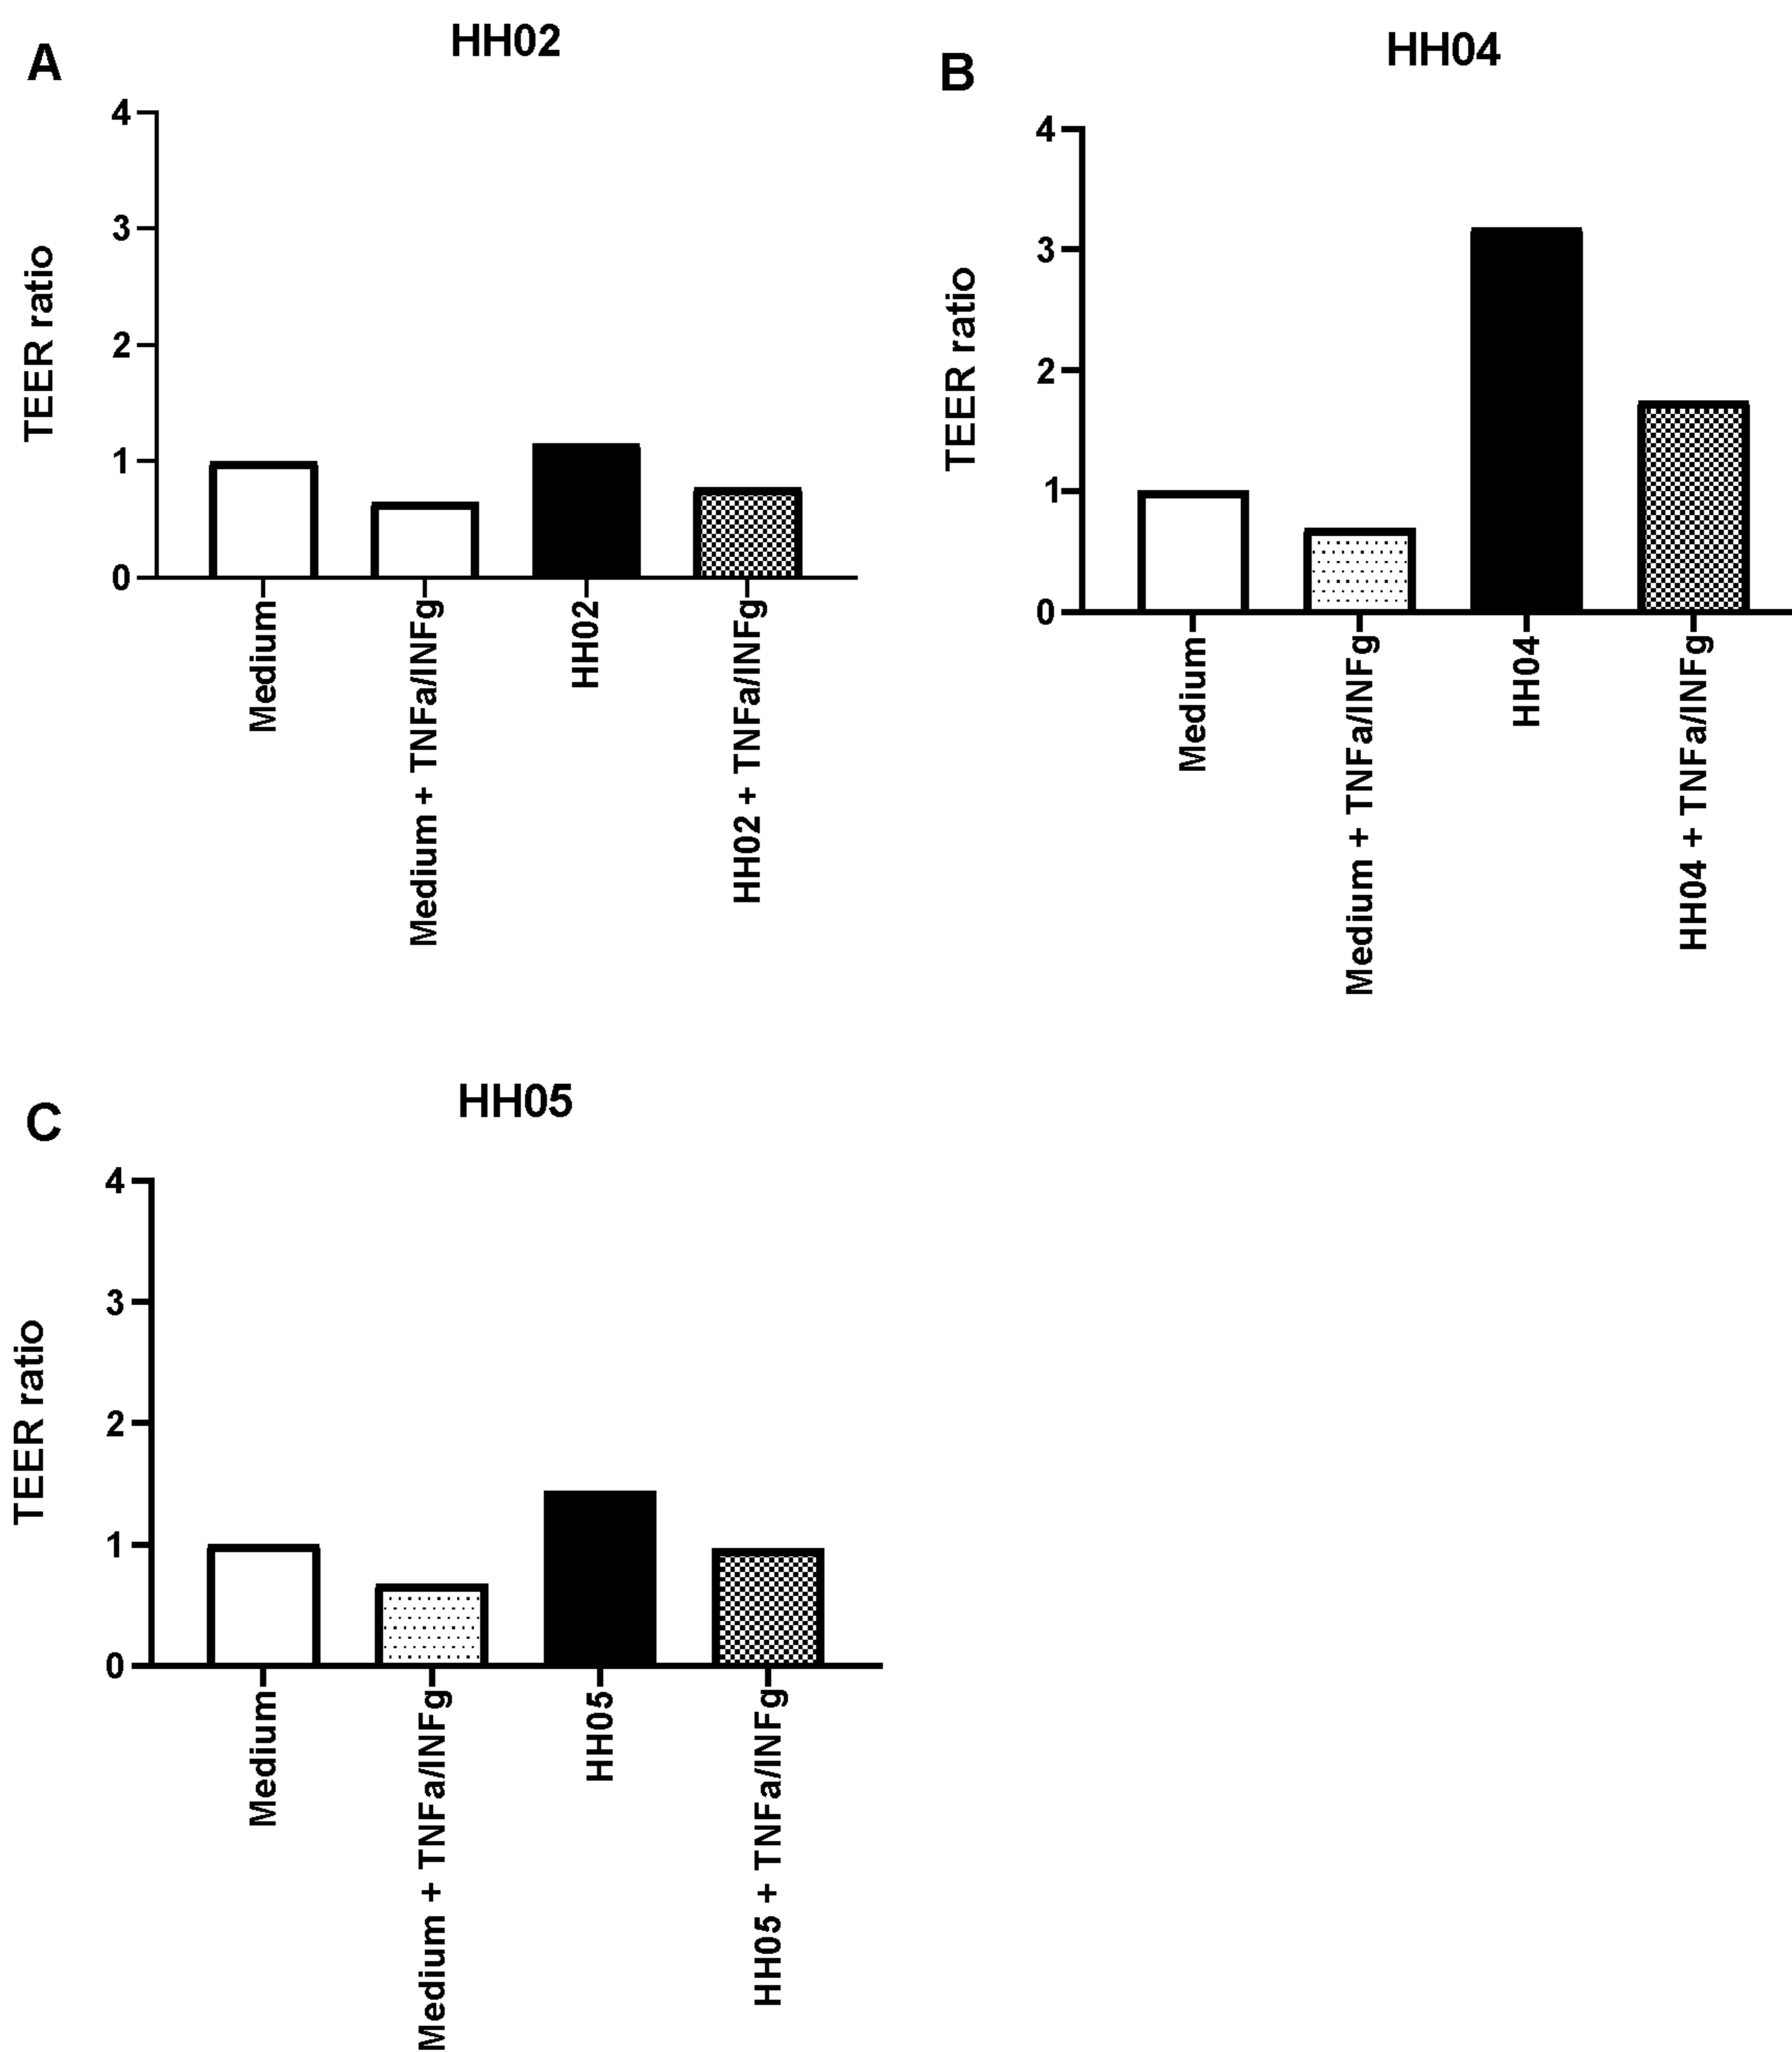 A
HH02
4
3
2
1
0
TEER ratio
Medium
Medium + TNFa/INFg
HH02
HH02 + TNFa/INFg
B
HH04
4
3
2
1
0
TEER ratio
Medium
Medium + TNFa/INFg
HH04
HH04 + TNFa/INFg
C
HH05
4
3
2
1
0
TEER ratio
Medium
Medium + TNFa/INFg
HH05
HH05 + TNFa/INFg